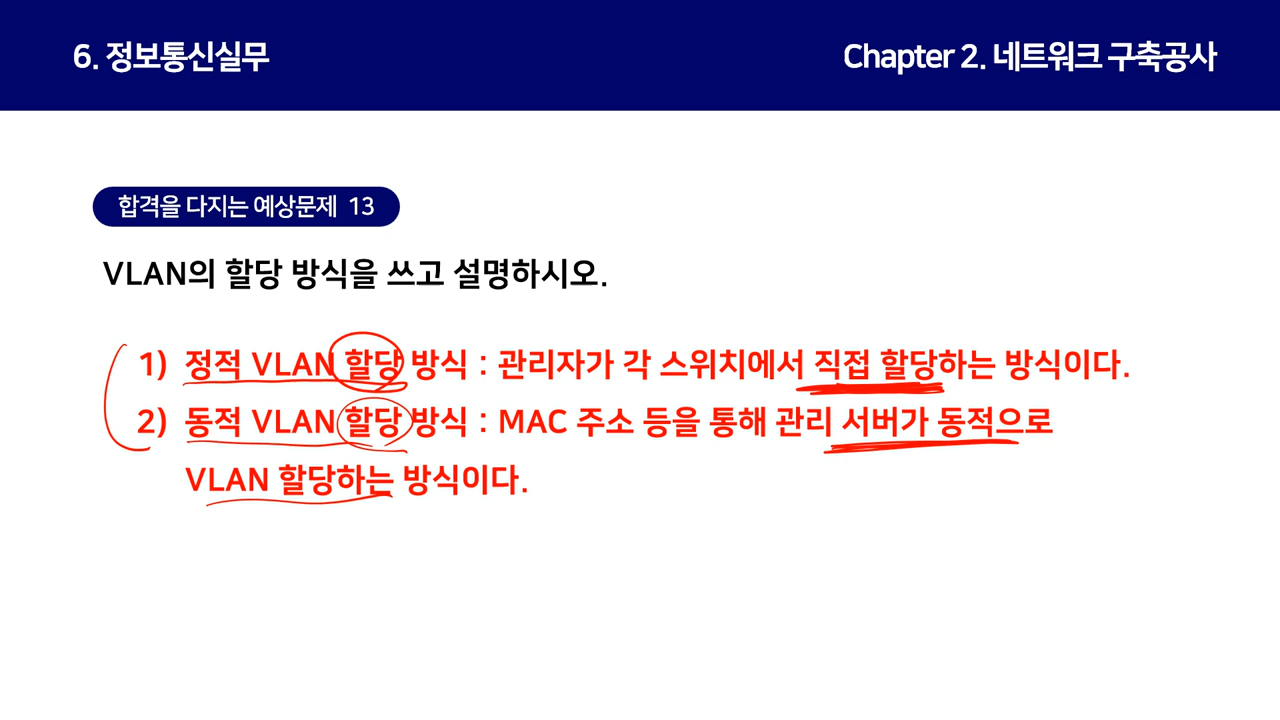 6. 정보통신실무
Chapter 2. 네트워크 구축공사
합격을 다지는 예상문제 13
VLAN의 할당 방식을 쓰고 설명하시오.
1) 정적 VLAN 할당 방식 : 관리자가 각 스위치에서 직접 할당하는 방식이다.
2) 동적 VLAN 할당 방식 : MAC 주소 등을 통해 관리 서버가 동적으로
VLAN 할당하는 방식이다.